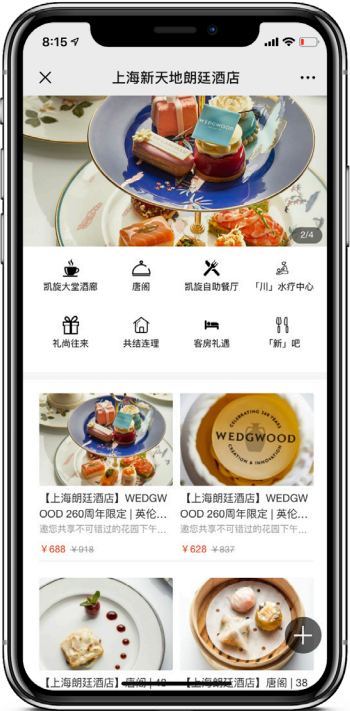 8:15
上海新天地朗廷酒店
WEDGWOOD
2/4
凯旋大堂酒廊
唐阁
凯旋自助餐厅
「川」水疗中心
礼尚往来
共结连理
客房礼遇
「新」吧
CELEBRATING 260 YEARS
WEDGWOOD
CREATION & INNOVATION
【上海朗廷酒店】WEDGW
OOD 260周年限定 | 英伦…
邀您共享不可错过的花园下午…
￥688 ￥918
【上海朗廷酒店】WEDGW
OOD 260周年限定 | 英伦…
邀您共享不可错过的花园下午…
￥628 ￥837
【上海朗廷酒店】唐阁 | 48
【上海朗廷酒店】唐阁 | 38